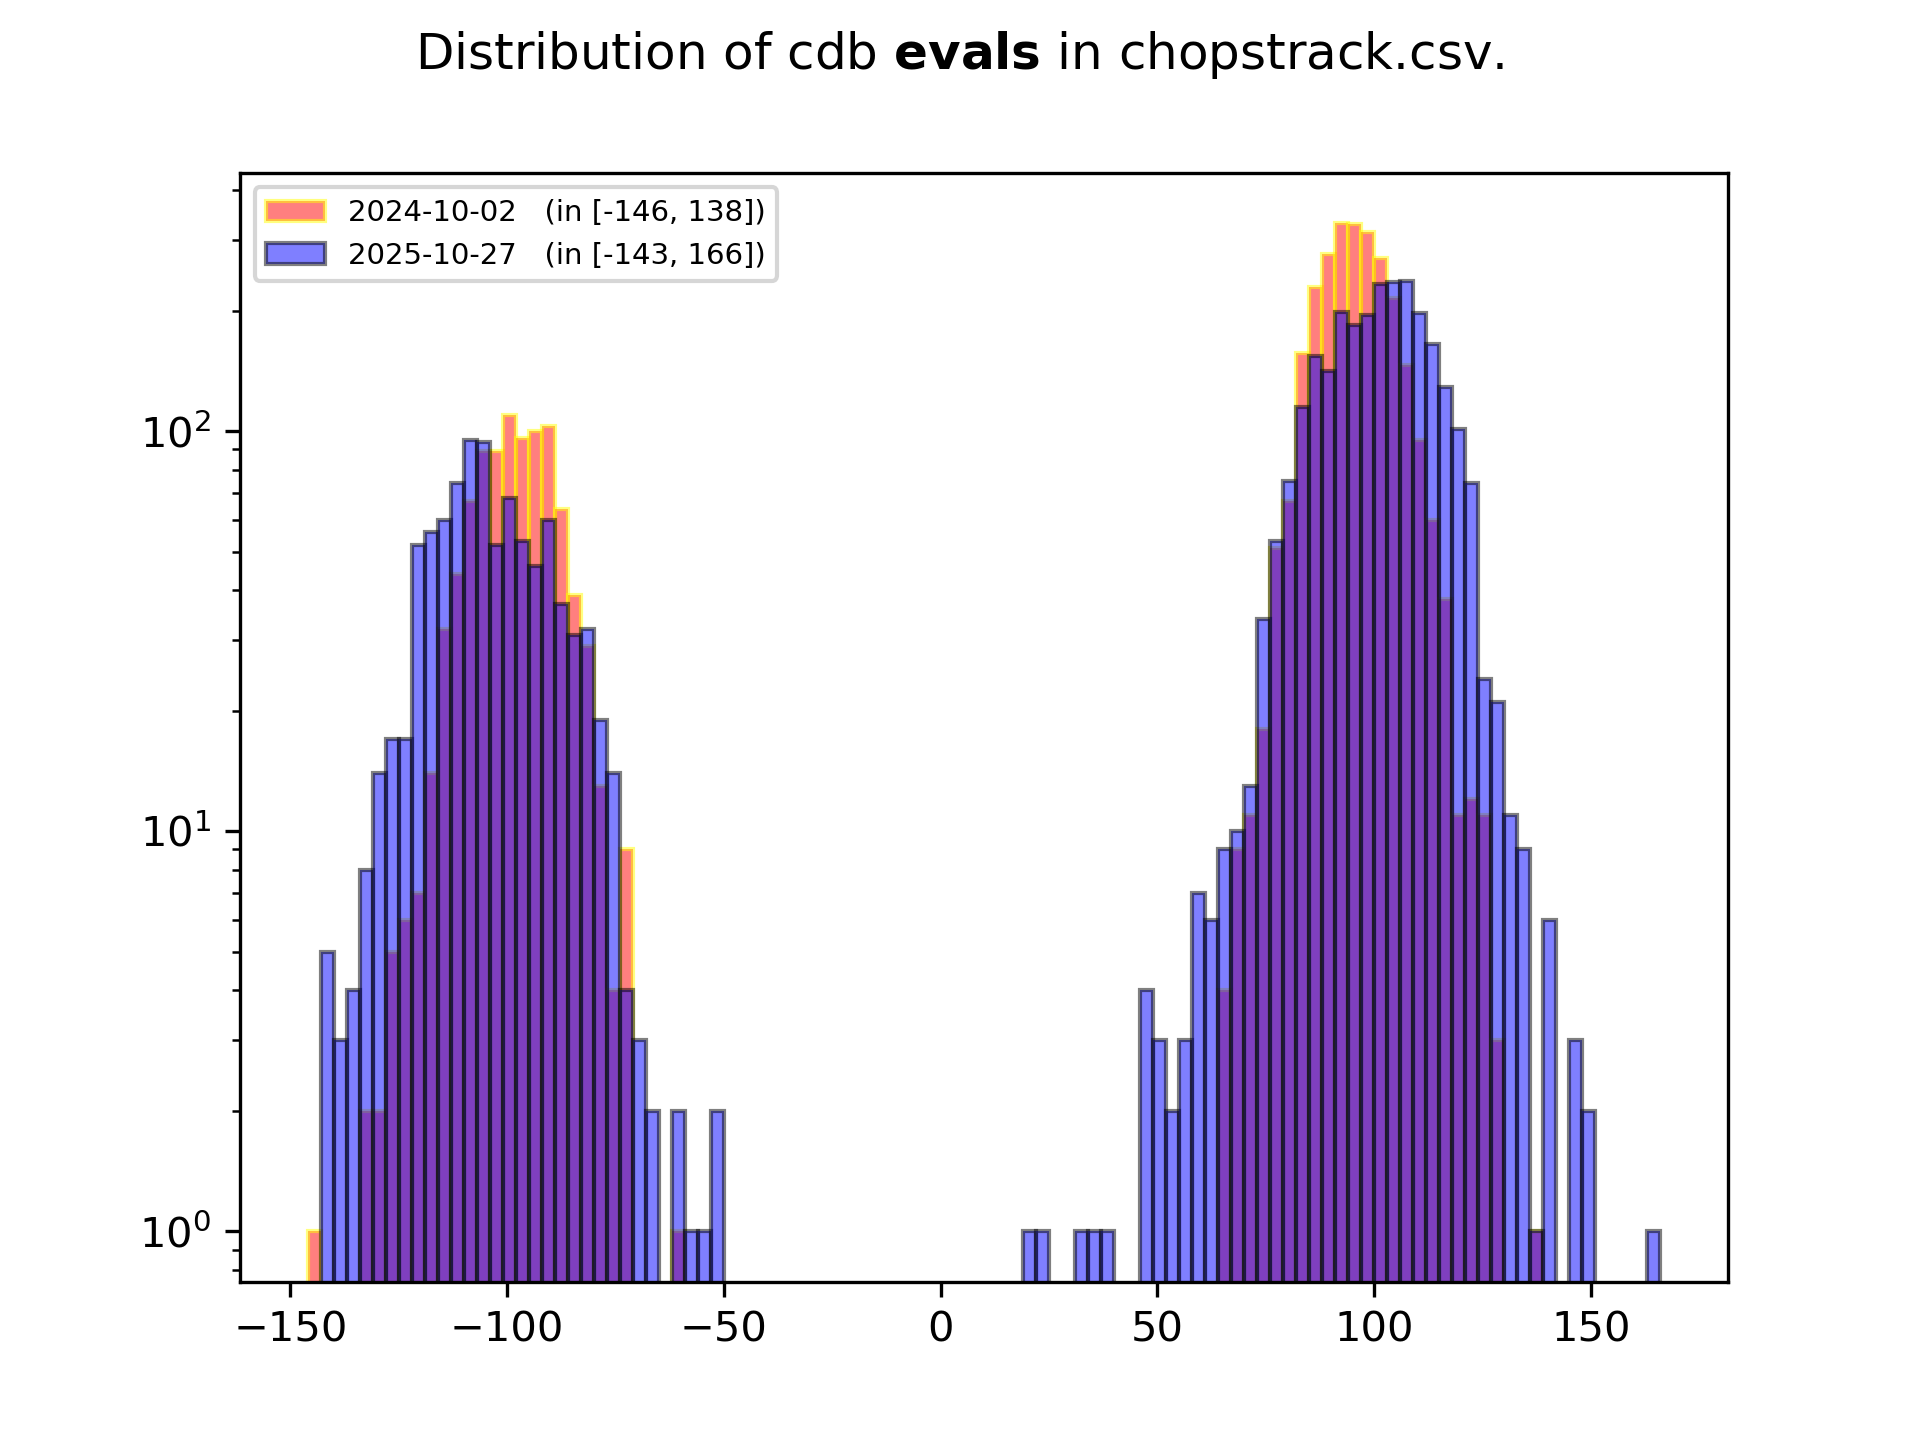 Distribution of cdb evals in chopstrack.csv.
2024-10-02 (in [-146, 138])
2025-10-27 (in [-143, 166])
10²
10¹
10⁰
−150 −100 −50 0 50 100 150